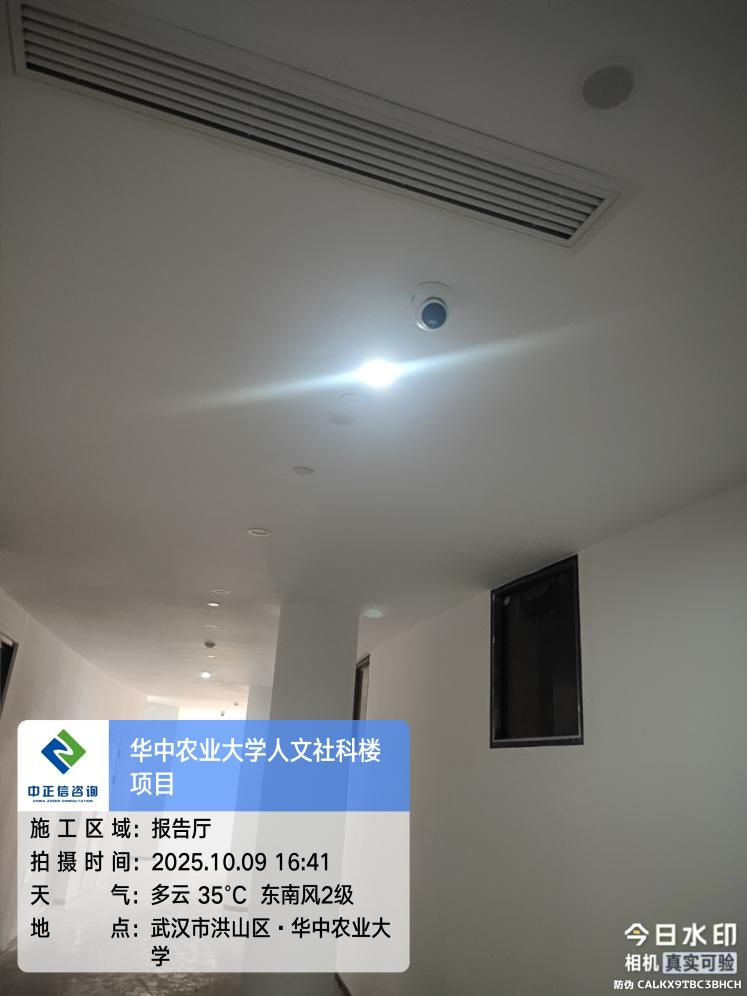 中正信咨询
CHINA ZHGXN CONSULTATION
华中农业大学人文社科楼
项目
施工区域：报告厅
拍摄时间：2025.10.09 16:41
天气：多云 35℃ 东南风2级
地点：武汉市洪山区·华中农业大
学
今日水印
相机 真实可验
防伪 CALKX9TBC3BHCH